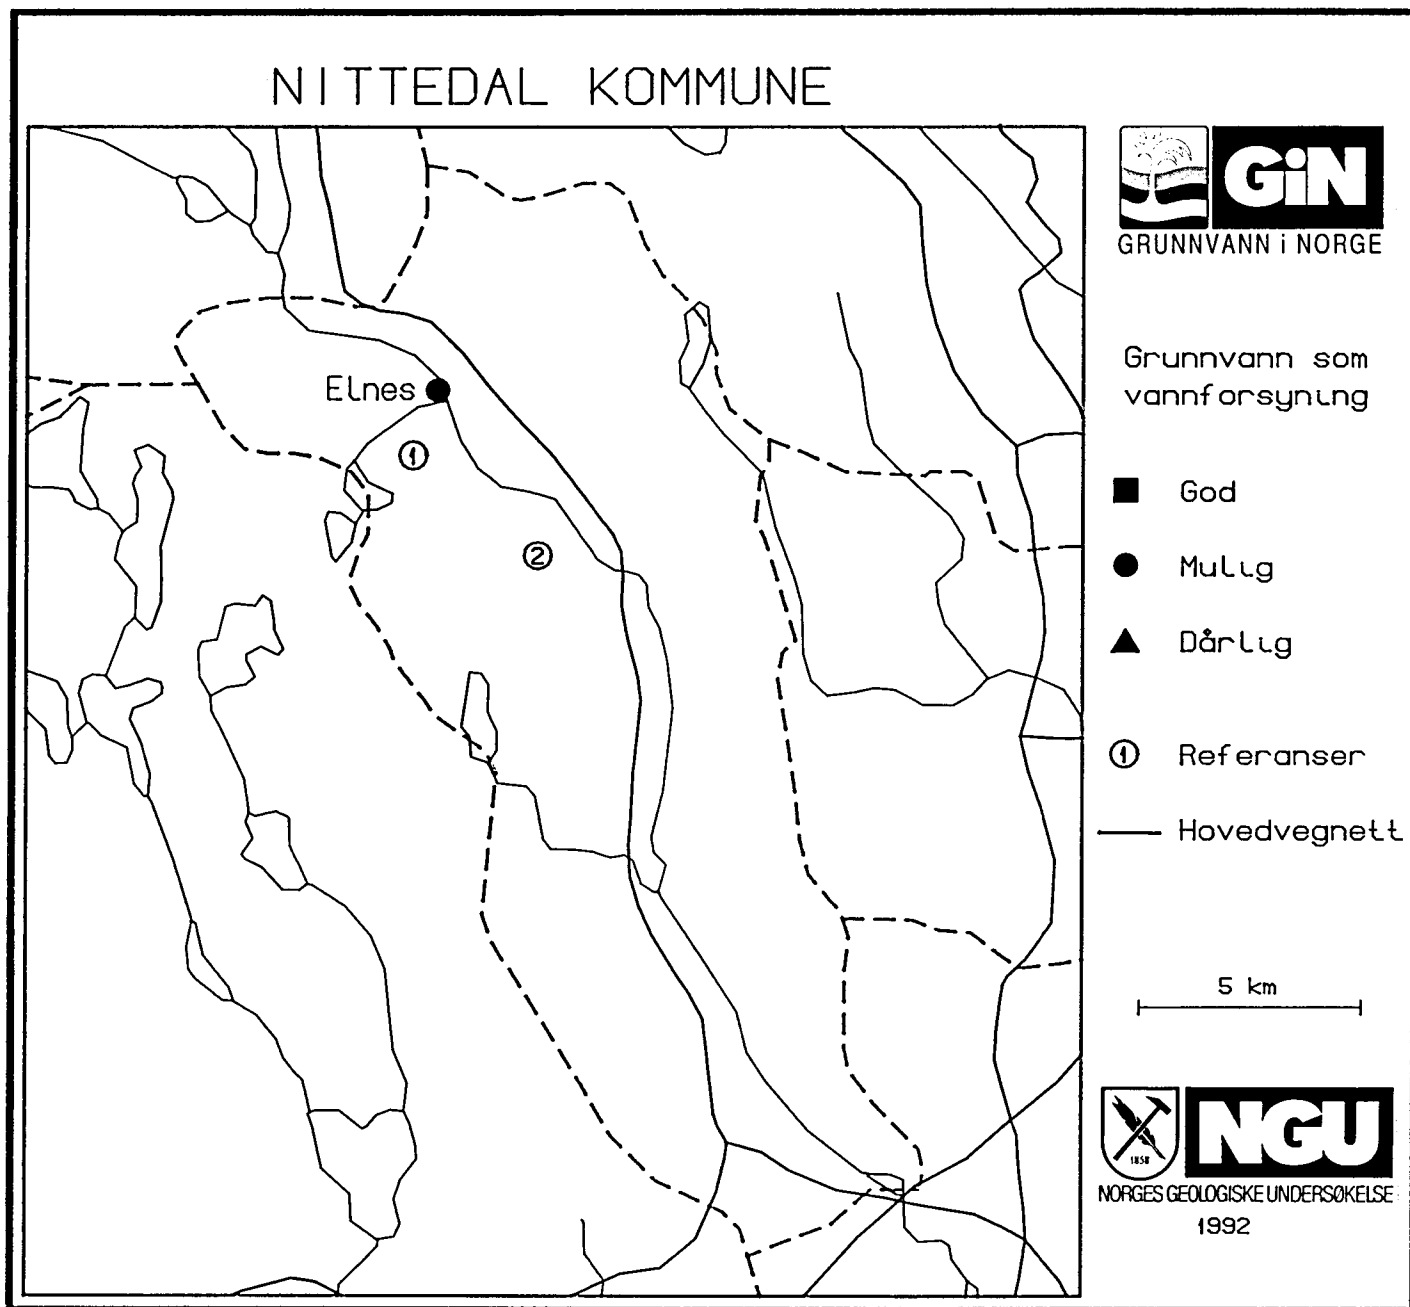 NITTEDAL KOMMUNE
GiN
GRUNNVANN i NORGE
Grunnvann som
vannforsyning
God
Mulig
Dårlig
1 Referanser
Hovedvegnett
Elnes
1
2
5 km
1858
NGU
NORGES GEOLOGISKE UNDERSØKELSE
1992